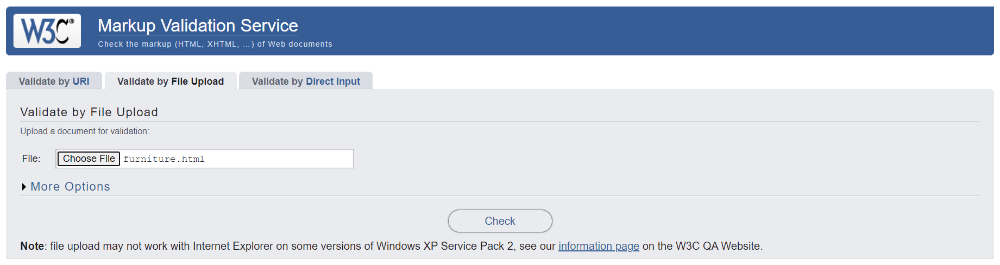 W3C®
Markup Validation Service
Check the markup (HTML, XHTML, ...) of Web documents
Validate by URI
Validate by File Upload
Validate by Direct Input
Validate by File Upload
Upload a document for validation:
File: Choose File furniture.html
More Options
Check
Note: file upload may not work with Internet Explorer on some versions of Windows XP Service Pack 2, see our information page on the W3C QA Website.